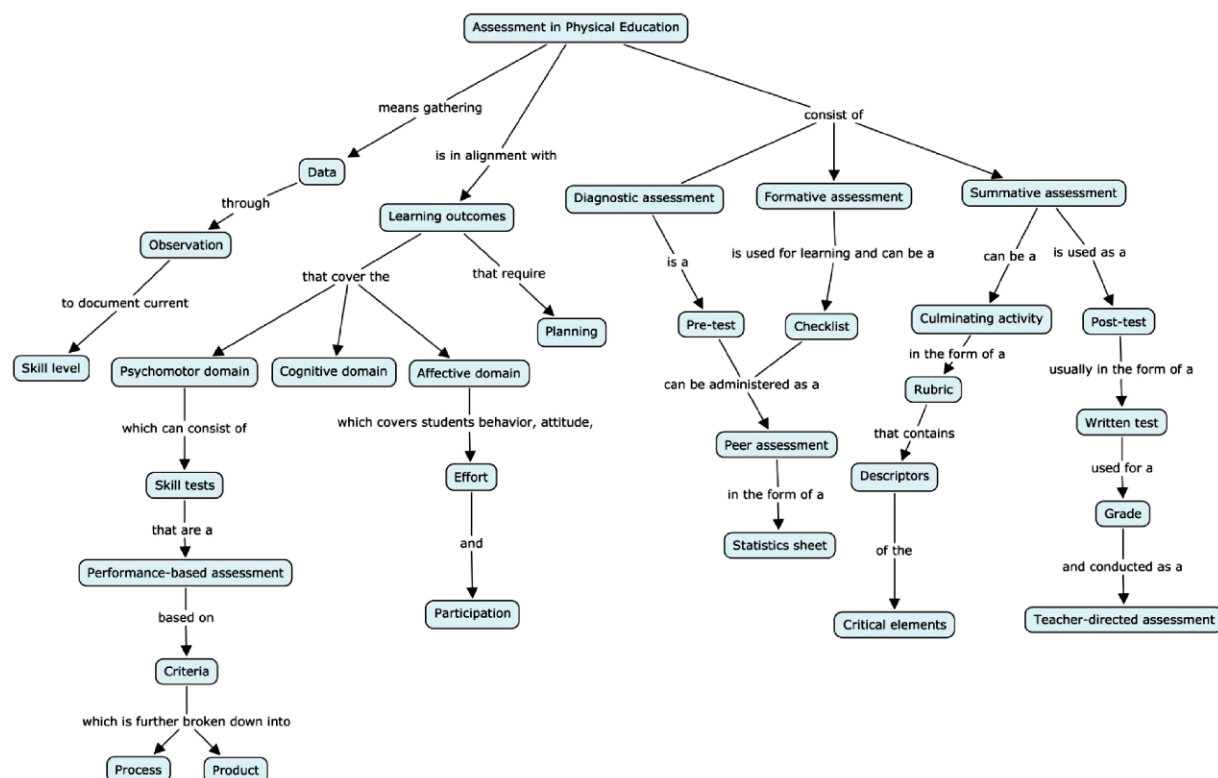 Assessment in Physical Education
means gathering
consist of
is in alignment with
Data
Diagnostic assessment
Formative assessment
Summative assessment
through
Learning outcomes
Observation
is used for learning and can be a
can be a
is used as a
that cover the
that require
is a
to document current
Pre-test
Checklist
Culminating activity
Post-test
Planning
Skill level
Psychomotor domain
Cognitive domain
Affective domain
in the form of a
usually in the form of a
can be administered as a
Rubric
which can consist of
which covers students behavior, attitude,
Written test
that contains
Peer assessment
Skill tests
Effort
Descriptors
used for a
in the form of a
Grade
that are a
and
Statistics sheet
of the
Performance-based assessment
and conducted as a
based on
Participation
Critical elements
Teacher-directed assessment
Criteria
which is further broken down into
Process
Product